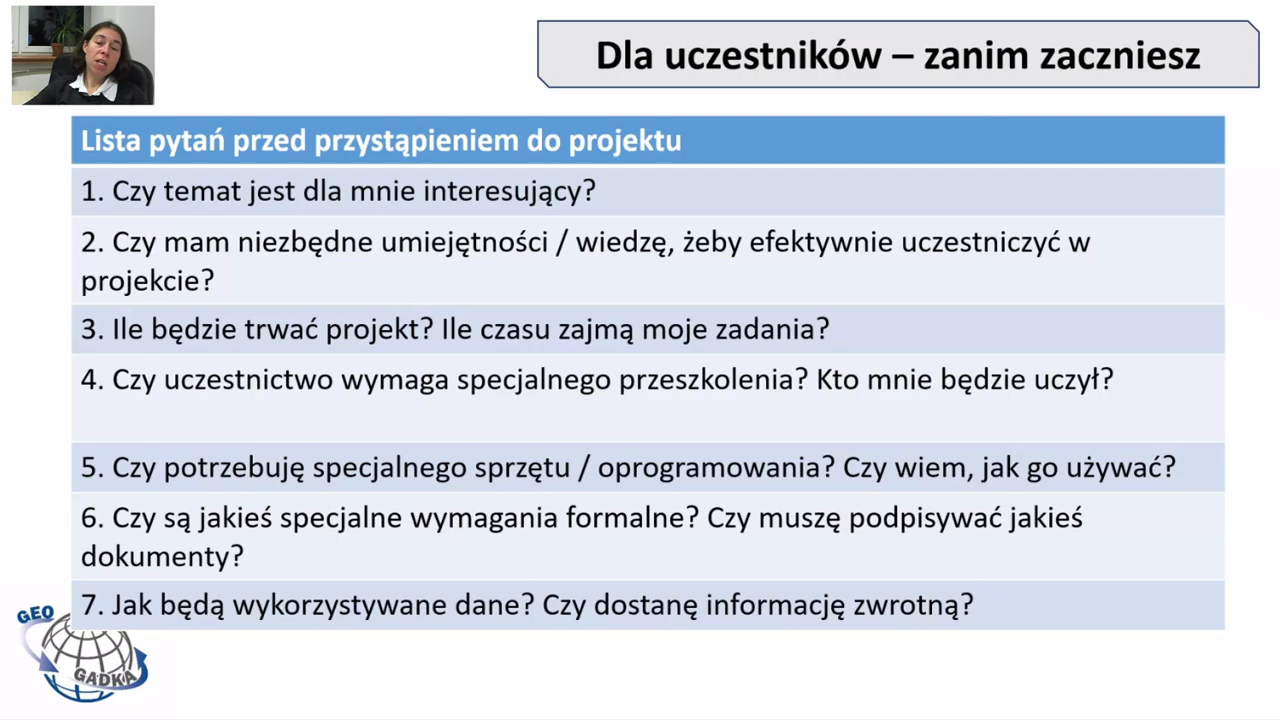 Dla uczestników – zanim zaczniesz
Lista pytań przed przystąpieniem do projektu
1. Czy temat jest dla mnie interesujący?
2. Czy mam niezbędne umiejętności / wiedzę, żeby efektywnie uczestniczyć w
projekcie?
3. Ile będzie trwać projekt? Ile czasu zajmą moje zadania?
4. Czy uczestnictwo wymaga specjalnego przeszkolenia? Kto mnie będzie uczył?
5. Czy potrzebuję specjalnego sprzętu / oprogramowania? Czy wiem, jak go używać?
6. Czy są jakieś specjalne wymagania formalne? Czy muszę podpisywać jakieś
dokumenty?
7. Jak będą wykorzystywane dane? Czy dostanę informację zwrotną?
GEO
GADKA